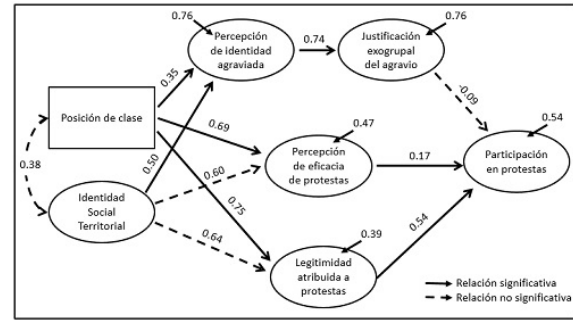 0.76
Percepción
de identidad
agraviada
0.74
0.76
Justificación
exogrupal
del agravio
0.35
-0.09
Posición de clase
0.69
0.47
0.54
0.38
0.50
Percepción
de eficacia
de protestas
0.17
Participación
en protestas
0.60
Identidad
Social
Territorial
0.75
0.64
0.39
0.54
Legitimidad
atribuida a
protestas
Relación significativa
Relación no significativa